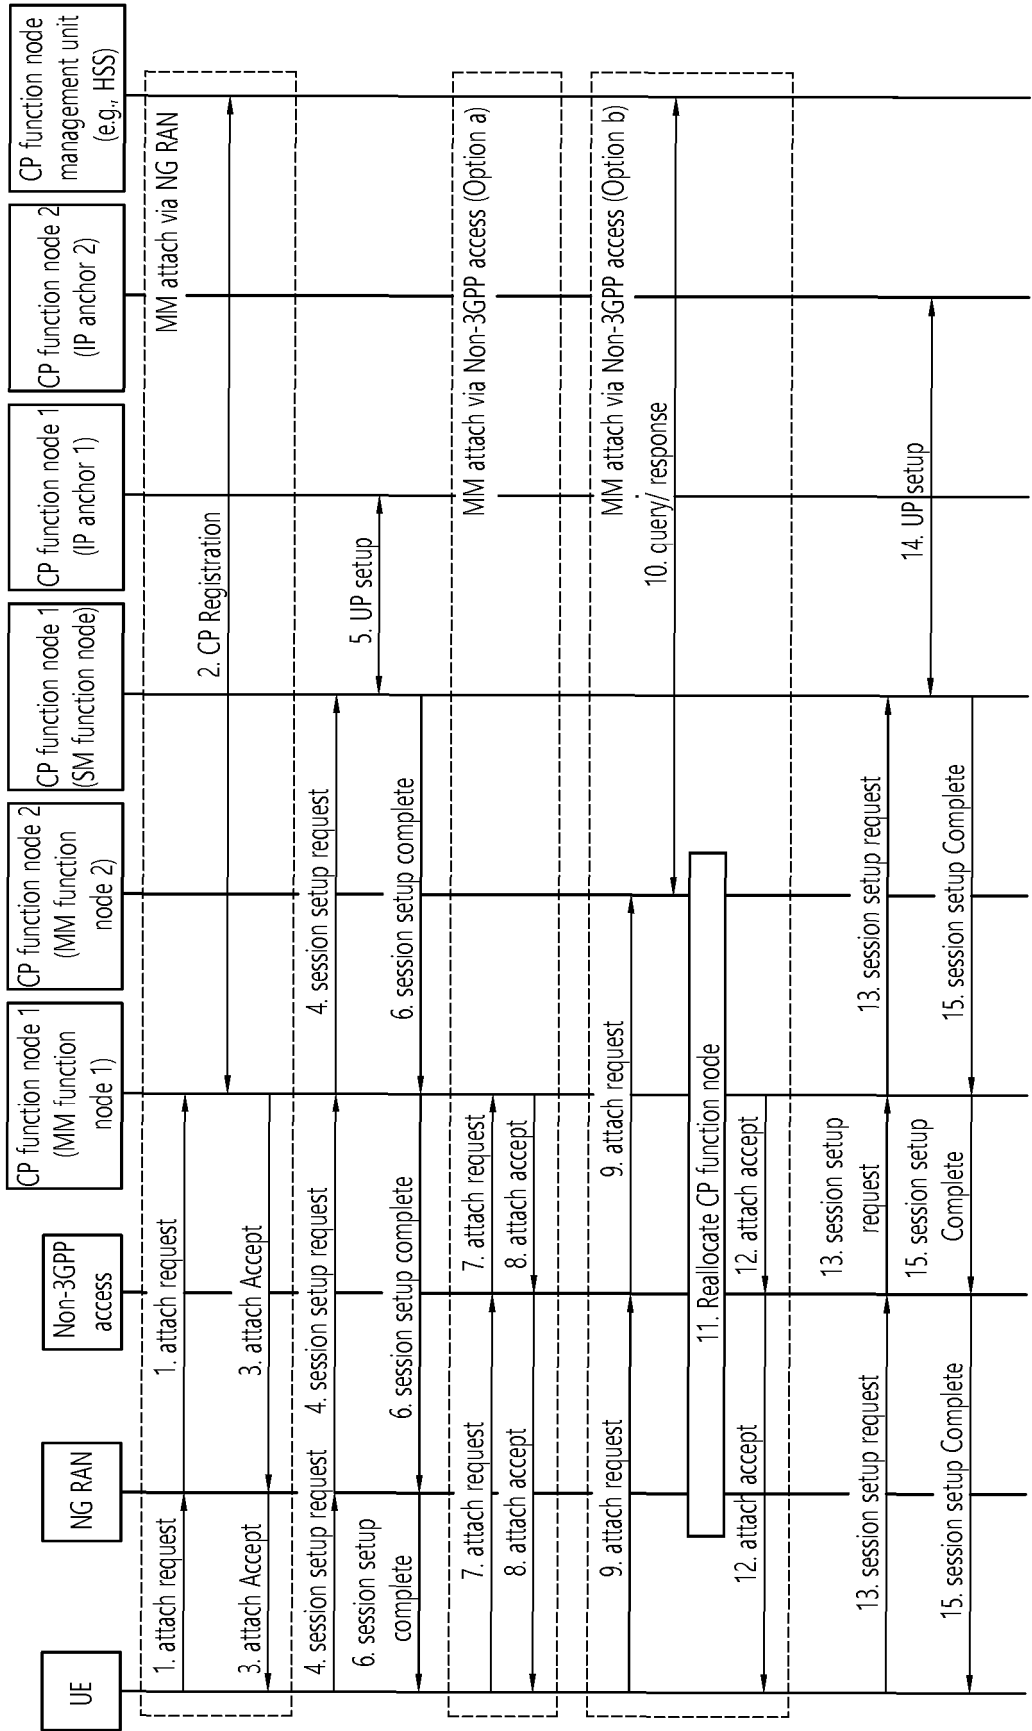 UE
NG RAN
Non-3GPP
access
CP function node 1
(MM function
node 1)
CP function node 2
(MM function
node 2)
CP function node 1
(SM function node)
CP function node 1
(IP anchor 1)
CP function node 2
(IP anchor 2)
CP function node
management unit
(e.g., HSS)
MM attach via NG RAN
1. attach request
1. attach request
2. CP Registration
3. attach Accept
3. attach Accept
4. session setup request
4. session setup request
4. session setup request
5. UP setup
6. session setup
complete
6. session setup complete
6. session setup complete
MM attach via Non-3GPP access (Option a)
7. attach request
7. attach request
8. attach accept
8. attach accept
MM attach via Non-3GPP access (Option b)
9. attach request
9. attach request
10. query/ response
11. Reallocate CP function node
12. attach accept
12. attach accept
13. session setup request
13. session setup
request
13. session setup request
14. UP setup
15. session setup Complete
15. session setup
Complete
15. session setup Complete